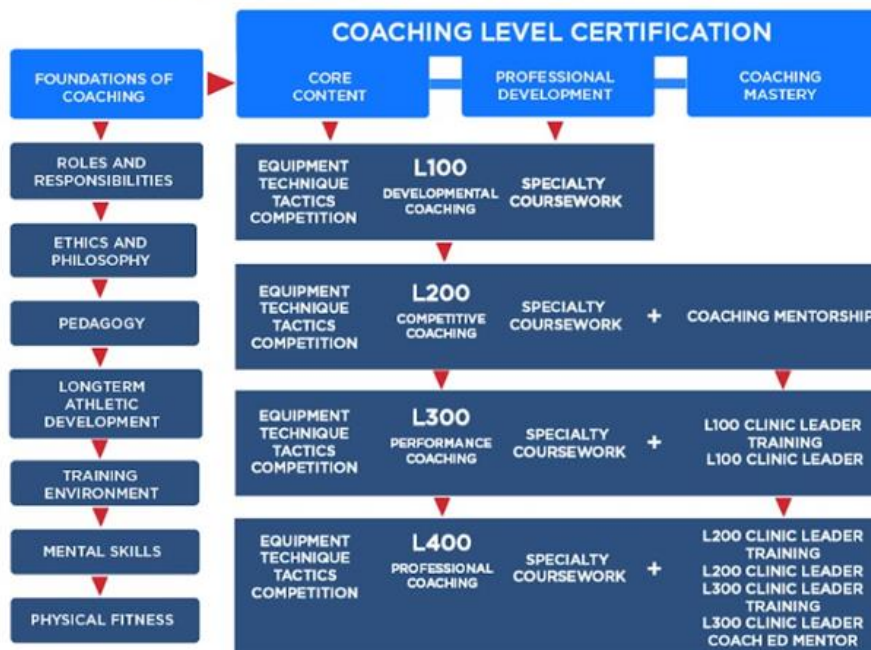 COACHING LEVEL CERTIFICATION
FOUNDATIONS OF
COACHING
CORE
CONTENT
PROFESSIONAL
DEVELOPMENT
COACHING
MASTERY
ROLES AND
RESPONSIBILITIES
ETHICS AND
PHILOSOPHY
PEDAGOGY
LONGTERM
ATHLETIC
DEVELOPMENT
TRAINING
ENVIRONMENT
MENTAL SKILLS
PHYSICAL FITNESS
EQUIPMENT
TECHNIQUE
TACTICS
COMPETITION
L100
DEVELOPMENTAL
COACHING
SPECIALTY
COURSEWORK
EQUIPMENT
TECHNIQUE
TACTICS
COMPETITION
L200
COMPETITIVE
COACHING
SPECIALTY
COURSEWORK
+
COACHING MENTORSHIP
EQUIPMENT
TECHNIQUE
TACTICS
COMPETITION
L300
PERFORMANCE
COACHING
SPECIALTY
COURSEWORK
+
L100 CLINIC LEADER
TRAINING
L100 CLINIC LEADER
EQUIPMENT
TECHNIQUE
TACTICS
COMPETITION
L400
PROFESSIONAL
COACHING
SPECIALTY
COURSEWORK
+
L200 CLINIC LEADER
TRAINING
L200 CLINIC LEADER
L300 CLINIC LEADER
TRAINING
L300 CLINIC LEADER
COACH ED MENTOR